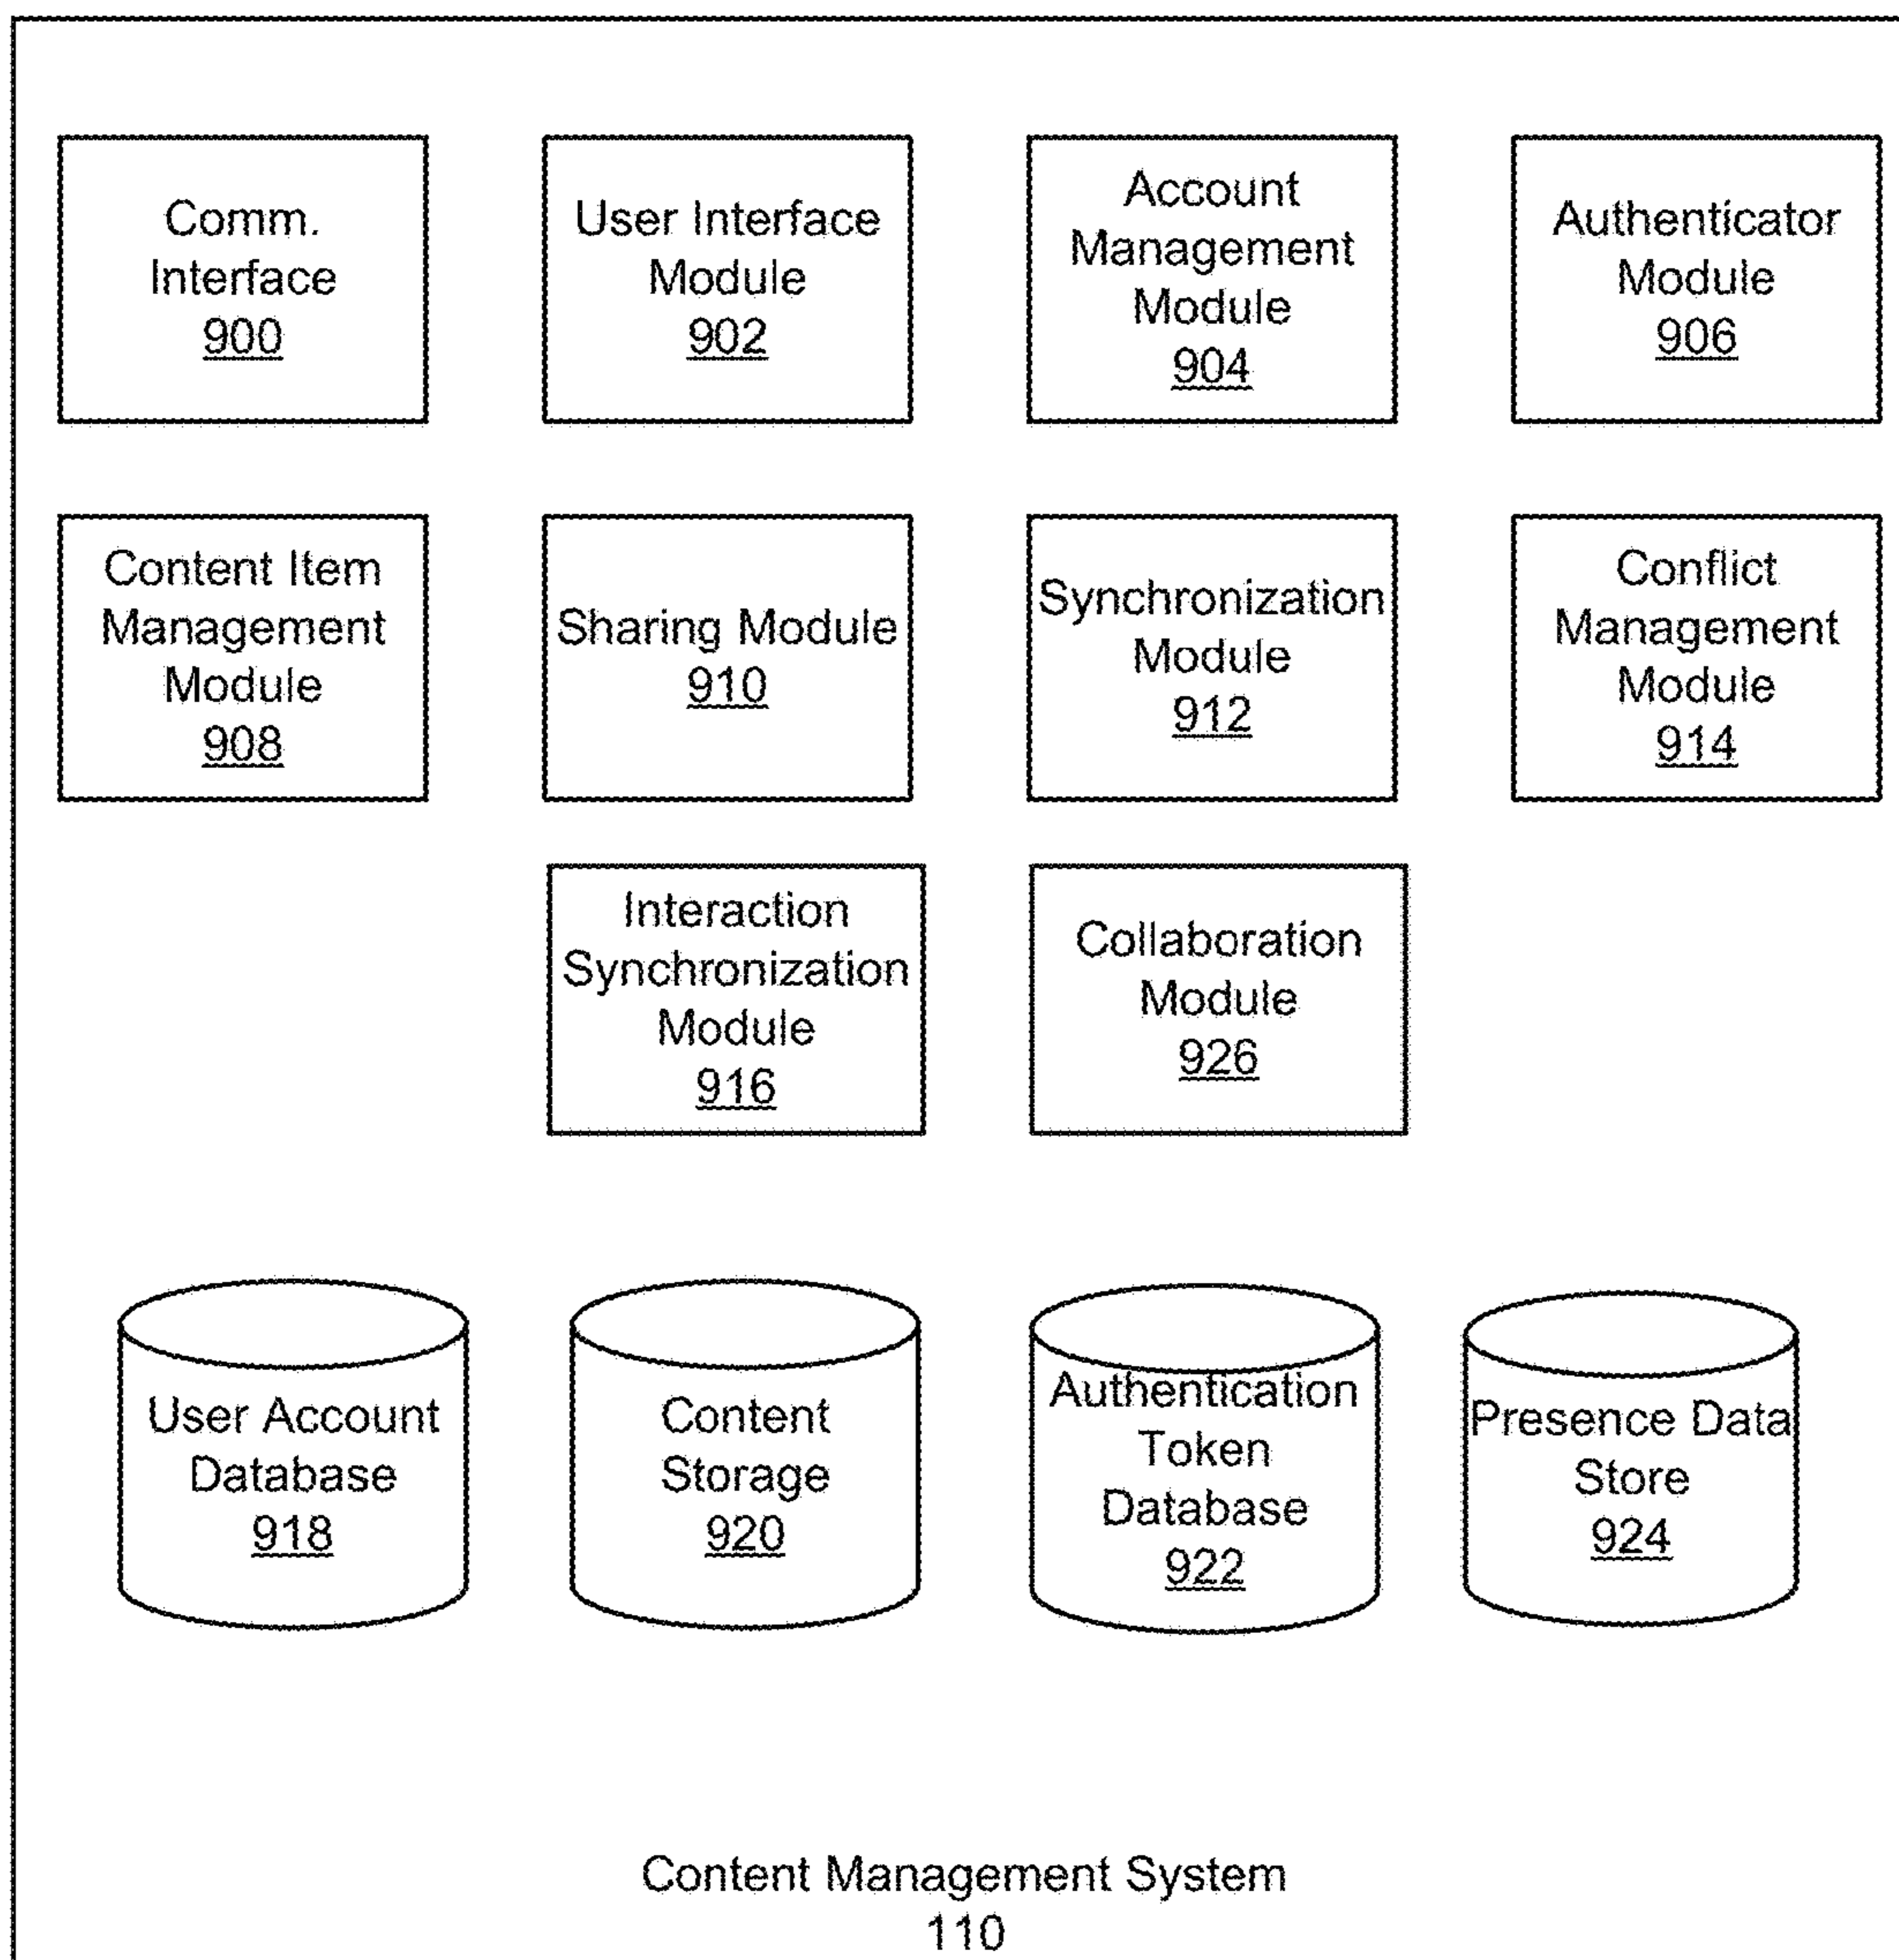 Comm.
Interface
900
User Interface
Module
902
Account
Management
Module
904
Authenticator
Module
906
Content Item
Management
Module
908
Sharing Module
910
Synchronization
Module
912
Conflict
Management
Module
914
Interaction
Synchronization
Module
916
Collaboration
Module
926
User Account
Database
918
Content
Storage
920
Authentication
Token
Database
922
Presence Data
Store
924
Content Management System
110